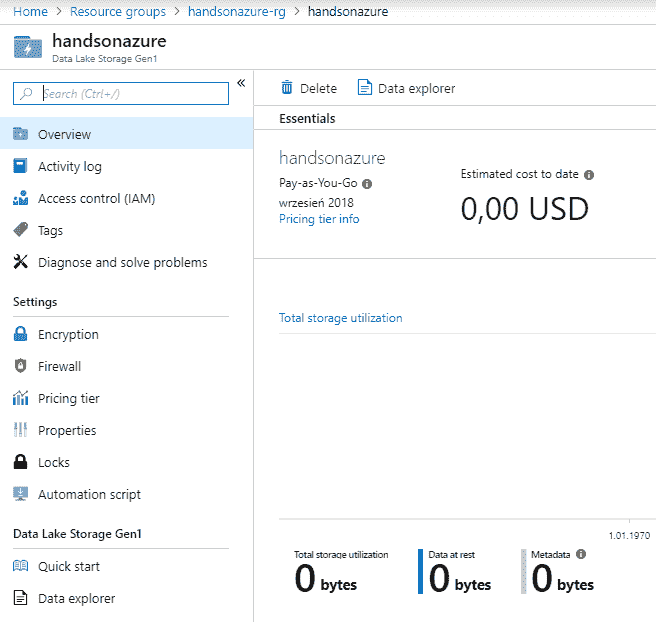 Home > Resource groups > handsonazure-rg > handsonazure
handsonazure
Data Lake Storage Gen1
Search (Ctrl+/)
«
Overview
Activity log
Access control (IAM)
Tags
Diagnose and solve problems
Settings
Encryption
Firewall
Pricing tier
Properties
Locks
Automation script
Data Lake Storage Gen1
Quick start
Data explorer
Delete Data explorer
Essentials
handsonazure
Pay-as-You-Go
wrzesień 2018
Pricing tier info
Estimated cost to date
0,00 USD
Total storage utilization
1.01.1970
Total storage utilization
0 bytes
Data at rest
0 bytes
Metadata
0 bytes